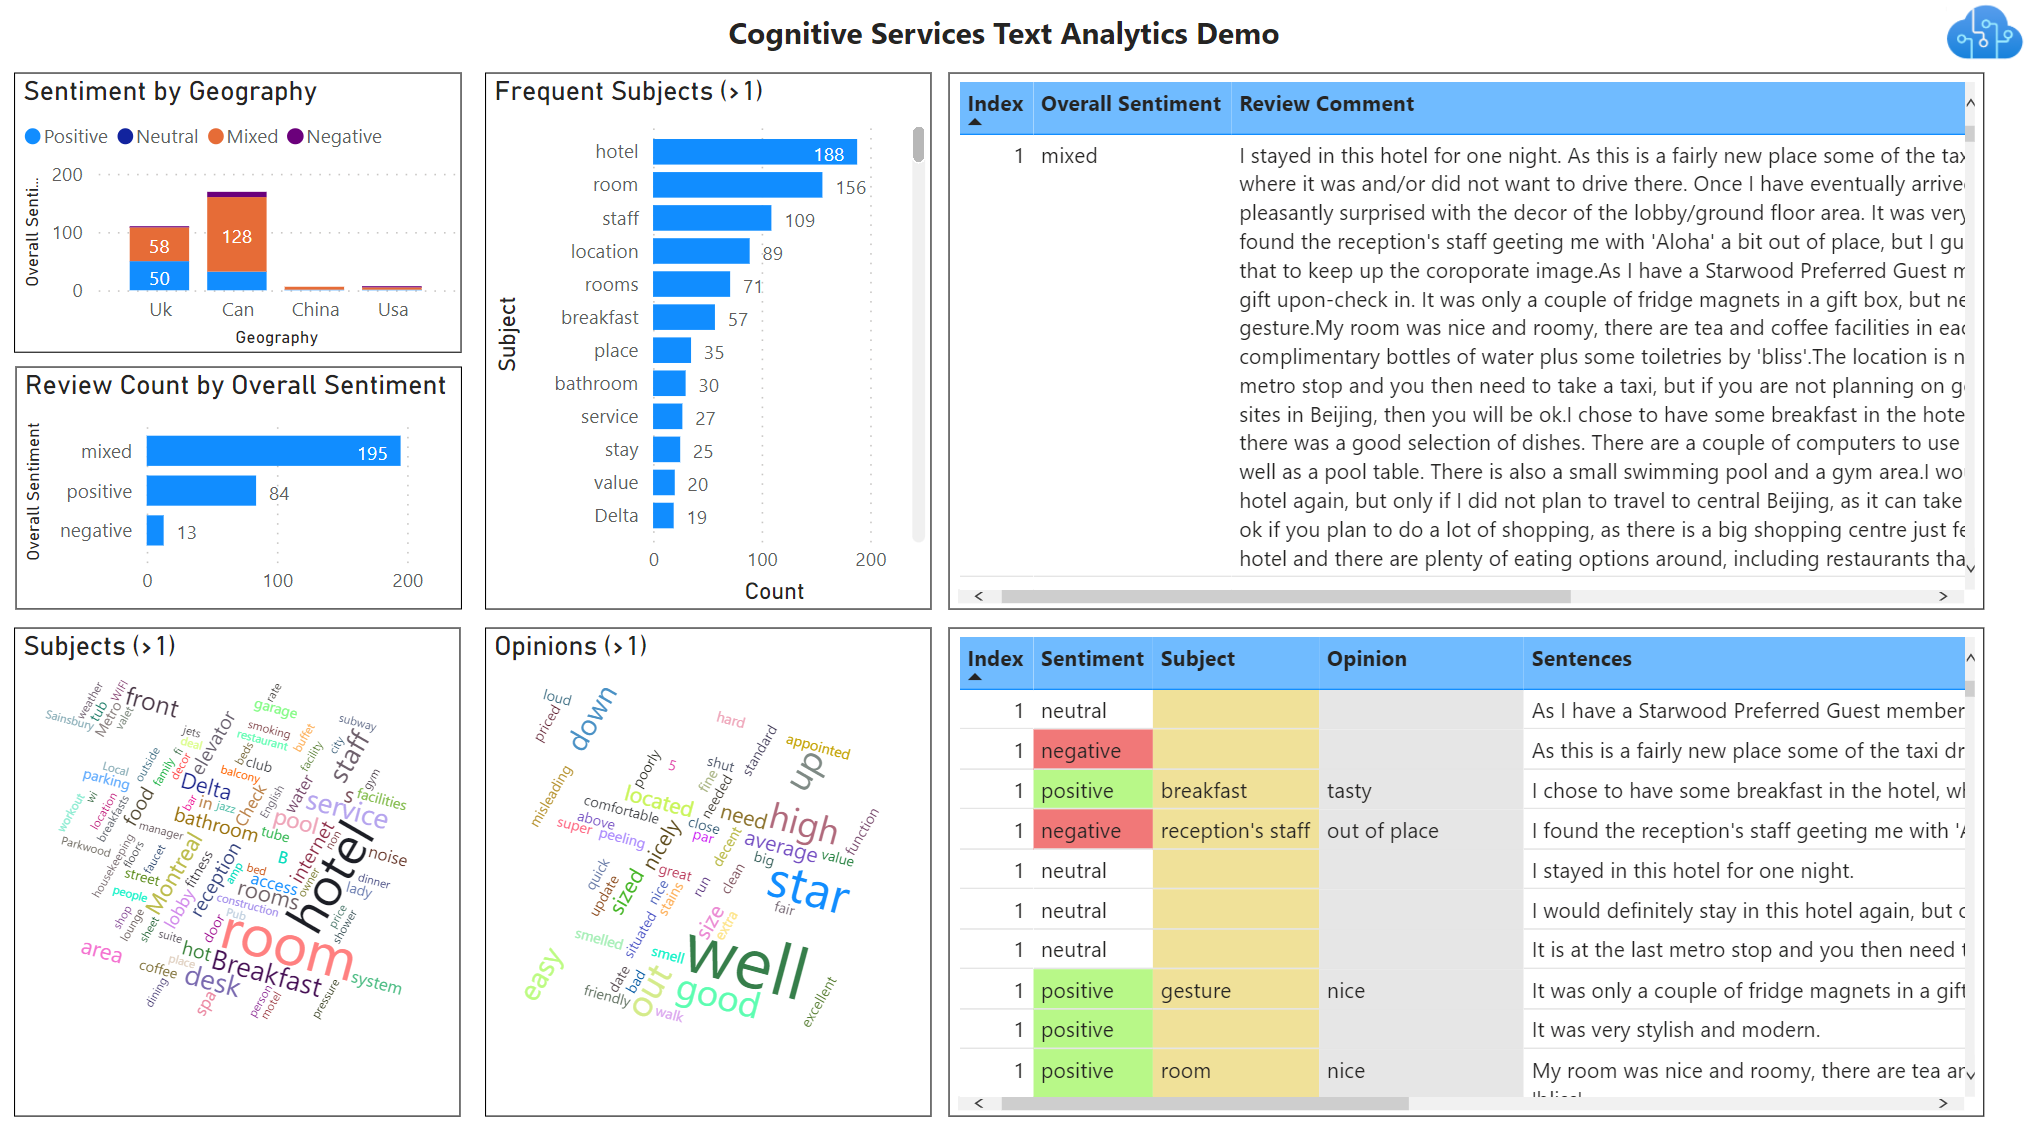 Cognitive Services Text Analytics Demo
Sentiment by Geography
Positive Neutral Mixed Negative
Overall Senti...
200
100
0
58
50
128
Uk Can China Usa
Geography
Review Count by Overall Sentiment
Overall Sentiment
mixed 195
positive 84
negative 13
0 100 200
Frequent Subjects (>1)
Subject
hotel 188
room 156
staff 109
location 89
rooms 71
breakfast 57
place 35
bathroom 30
service 27
stay 25
value 20
Delta 19
0 100 200
Count
Index Overall Sentiment Review Comment
1 mixed I stayed in this hotel for one night. As this is a fairly new place some of the tax
where it was and/or did not want to drive there. Once I have eventually arrive
pleasantly surprised with the decor of the lobby/ground floor area. It was very
found the reception's staff geeting me with 'Aloha' a bit out of place, but I gu
that to keep up the coroporate image.As I have a Starwood Preferred Guest m
gift upon-check in. It was only a couple of fridge magnets in a gift box, but ne
gesture.My room was nice and roomy, there are tea and coffee facilities in eac
complimentary bottles of water plus some toiletries by 'bliss'.The location is n
metro stop and you then need to take a taxi, but if you are not planning on g
sites in Beijing, then you will be ok.I chose to have some breakfast in the hote
there was a good selection of dishes. There are a couple of computers to use
well as a pool table. There is also a small swimming pool and a gym area.I wo
hotel again, but only if I did not plan to travel to central Beijing, as it can take
ok if you plan to do a lot of shopping, as there is a big shopping centre just fe
hotel and there are plenty of eating options around, including restaurants tha
Subjects (>1)
weather
tub
Metro
WiFi
valet
front
Sainsbury
rate
garage
smoking
restaurant
buffet
subway
city
staff
jets
deal
fi
elevator
beds
club
facility
outside
family
decor
balcony
Local
parking
wi
Delta
English
water
gym
s
facilities
workout
location
breakfasts
food
bar
in
jazz
Check
pool
service
bathroom
tube
manager
Parkwood
housekeeping
floors
faucet
Montreal
fitness
reception
amp
B
bed
access
internet
non
hotel
noise
owner
dinner
lady
street
people
rooms
construction
Pub
price
shower
shop
lounge
sheet
lobby
door
suite
room
area
hot
place
coffee
Breakfast
desk
system
dining
spa
person
motel
pressure
Opinions (>1)
loud
priced
down
hard
standard
appointed
up
poorly
5
shut
fine
needed
misleading
comfortable
located
need
high
function
above
super
peeling
close
par
nicely
decent
average
value
big
quick
update
sized
great
nice
stains
run
clean
star
fair
size
extra
situated
smelled
smell
well
easy
date
bad
out
friendly
walk
good
excellent
Index Sentiment Subject Opinion Sentences
1 neutral As I have a Starwood Preferred Guest member
1 negative As this is a fairly new place some of the taxi dr
1 positive breakfast tasty I chose to have some breakfast in the hotel, wh
1 negative reception's staff out of place I found the reception's staff geeting me with 'A
1 neutral I stayed in this hotel for one night.
1 neutral I would definitely stay in this hotel again, but o
1 neutral It is at the last metro stop and you then need t
1 positive gesture nice It was only a couple of fridge magnets in a gift
1 positive It was very stylish and modern.
1 positive room nice My room was nice and roomy, there are tea an